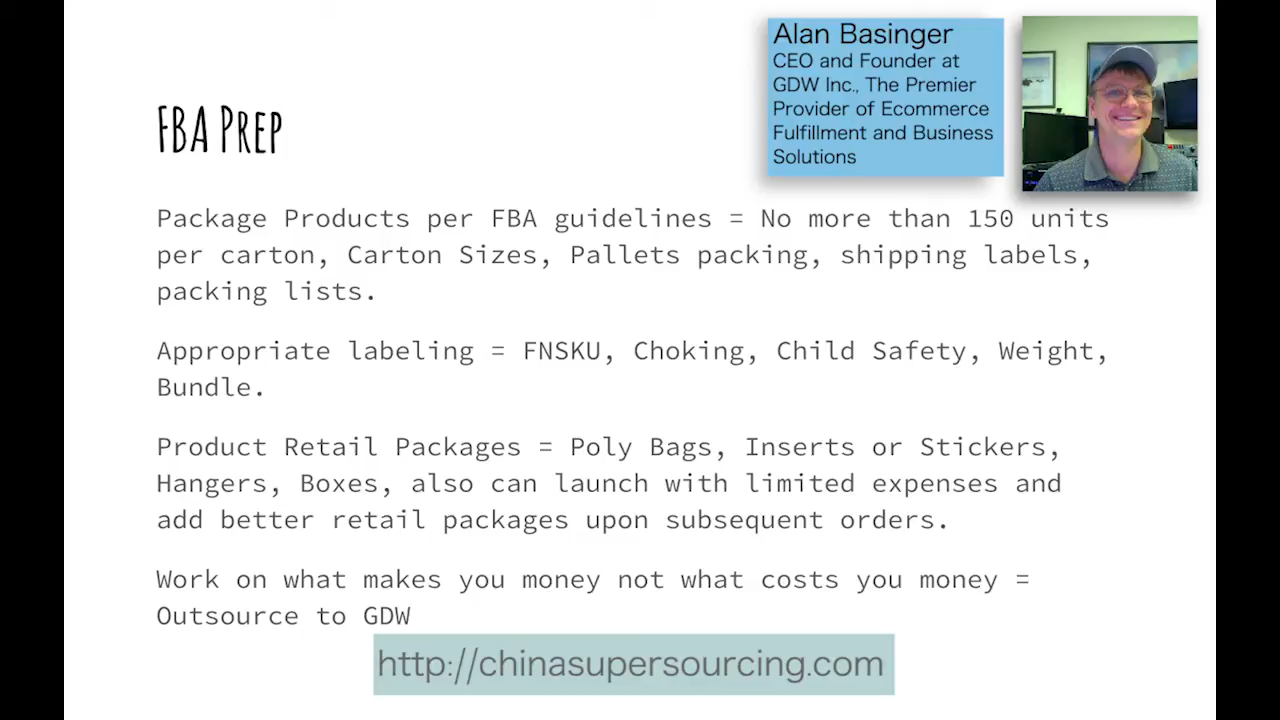 Alan Basinger
CEO and Founder at
GDW Inc., The Premier
Provider of Ecommerce
Fulfillment and Business
Solutions
FBA Prep
Package Products per FBA guidelines = No more than 150 units
per carton, Carton Sizes, Pallets packing, shipping labels,
packing lists.
Appropriate labeling = FNSKU, Choking, Child Safety, Weight,
Bundle.
Product Retail Packages = Poly Bags, Inserts or Stickers,
Hangers, Boxes, also can launch with limited expenses and
add better retail packages upon subsequent orders.
Work on what makes you money not what costs you money =
Outsource to GDW
http://chinasupersourcing.com